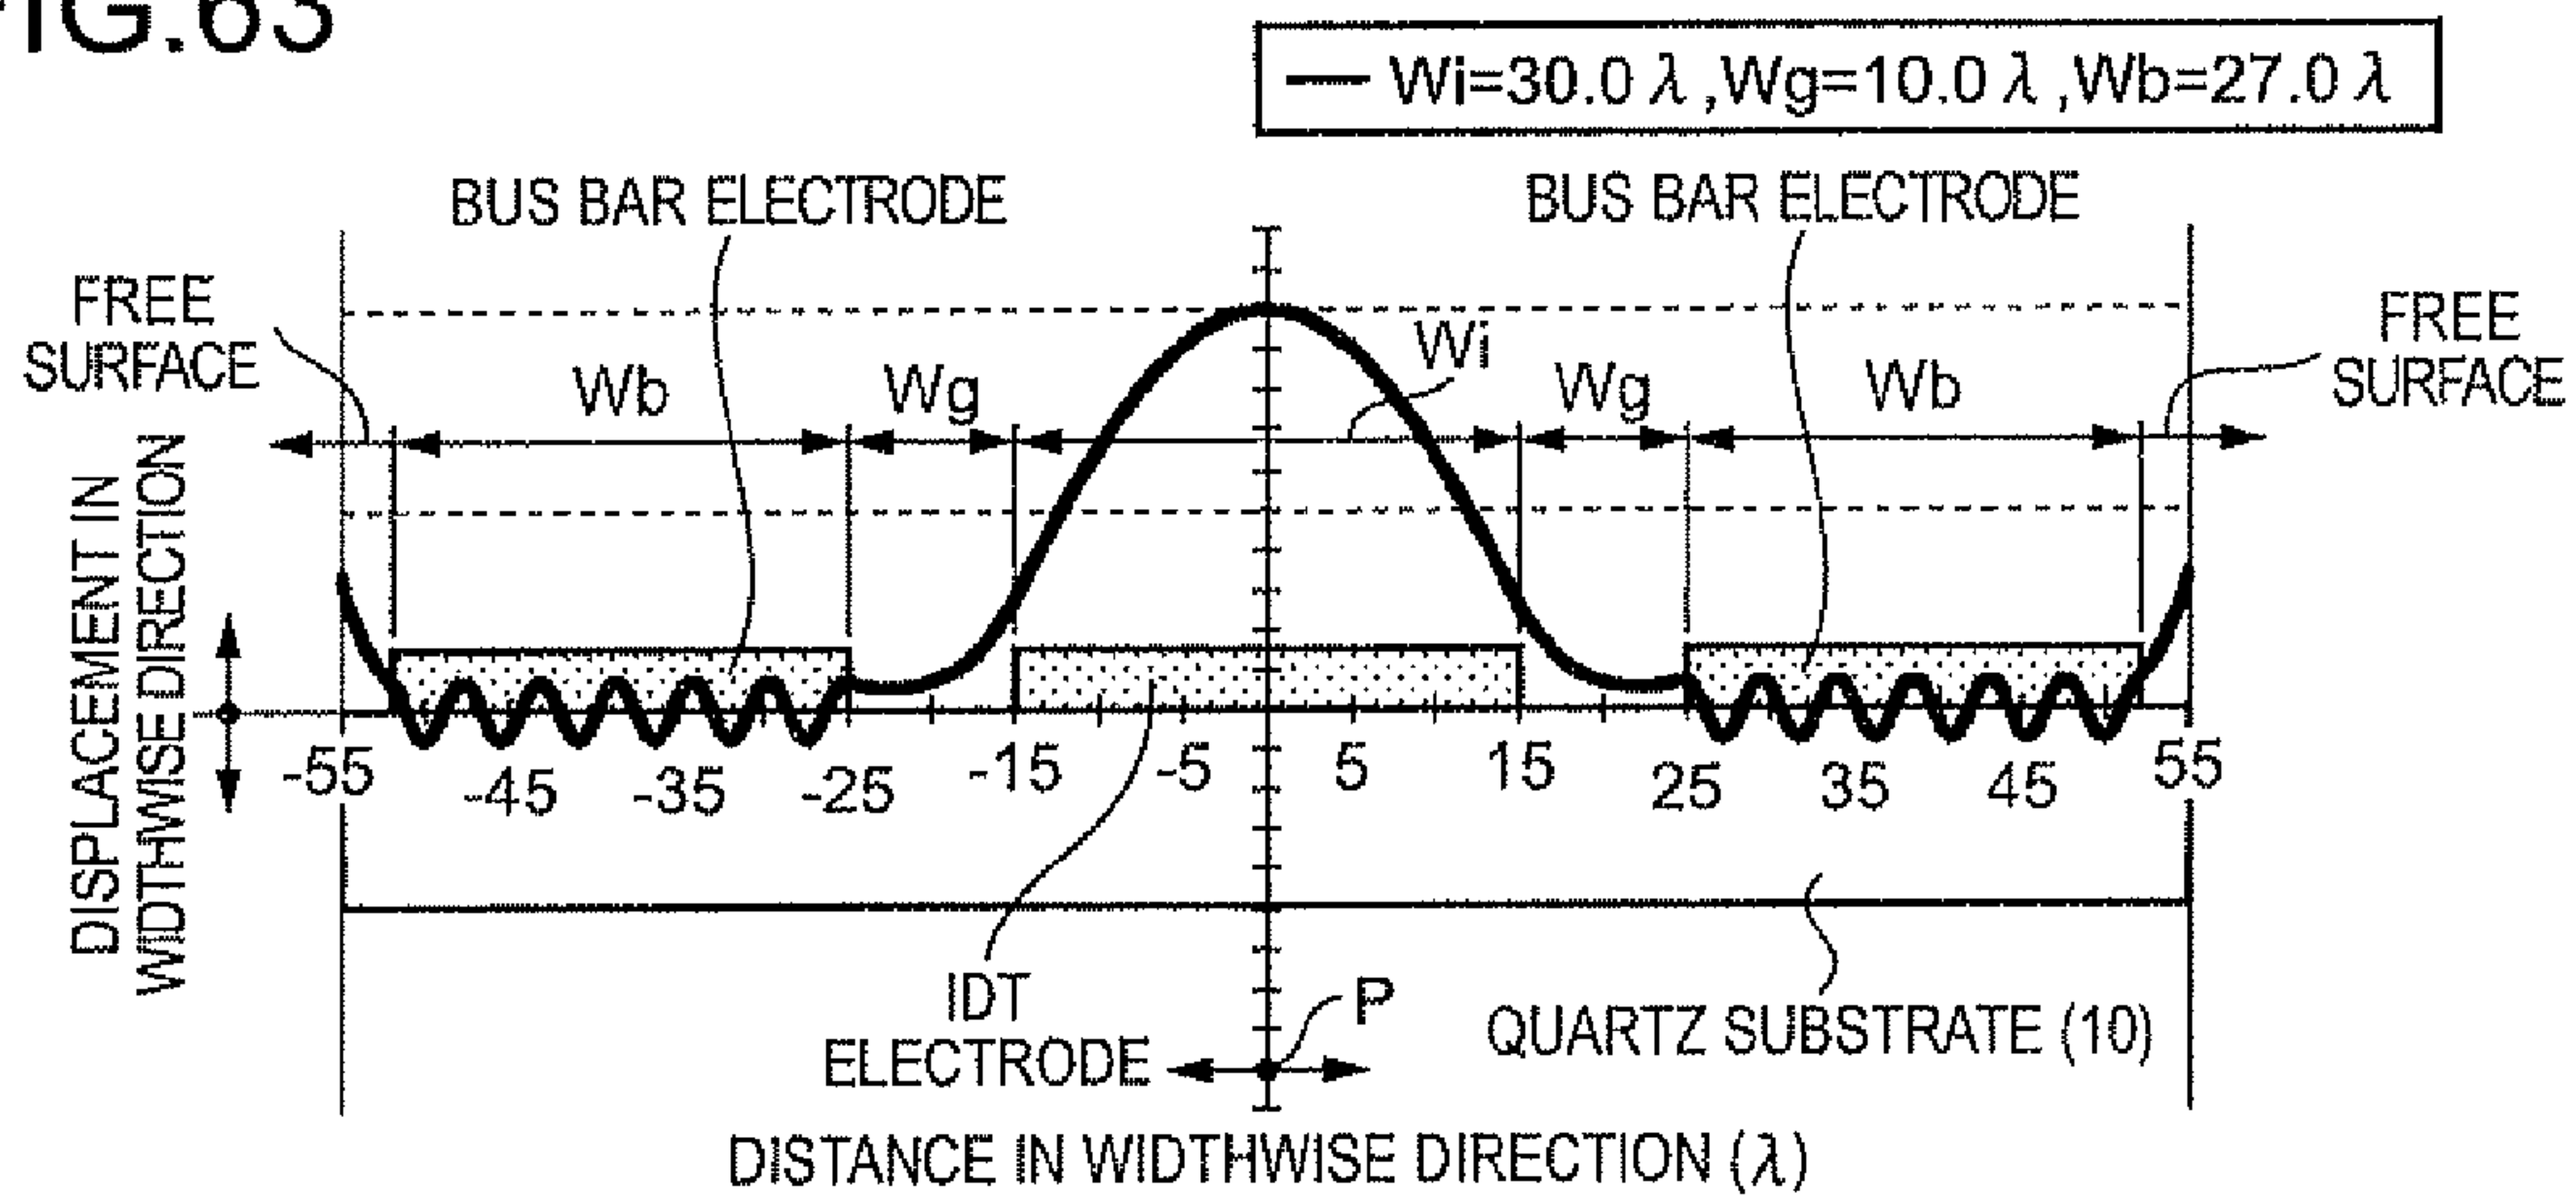 FIG.63
Wi=30.0 λ ,Wg=10.0 λ ,Wb=27.0 λ
BUS BAR ELECTRODE
BUS BAR ELECTRODE
FREE
SURFACE
Wb
Wg
Wi
Wg
Wb
FREE
SURFACE
DISPLACEMENT IN
WIDTHWISE DIRECTION
-55
-45
-35
-25
-15
-5
5
15
25
35
45
55
IDT
ELECTRODE
P
QUARTZ SUBSTRATE (10)
DISTANCE IN WIDTHWISE DIRECTION (λ)